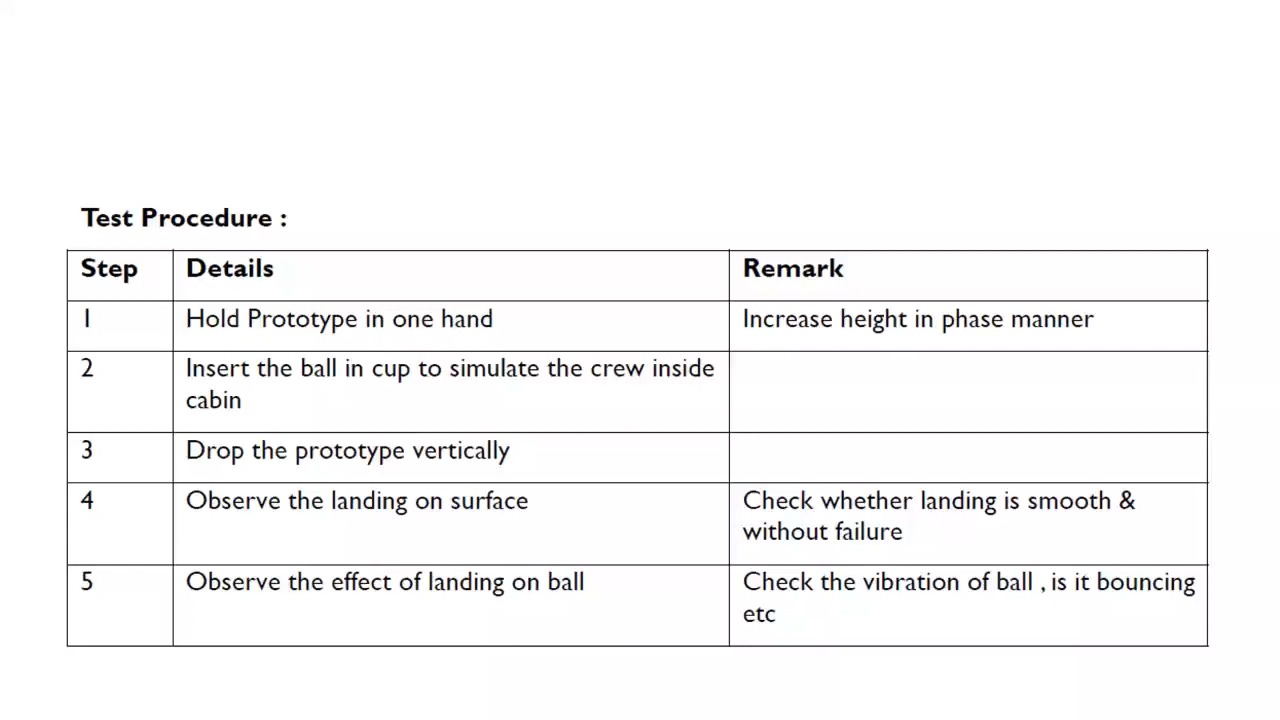 Test Procedure :
Step Details Remark
1 Hold Prototype in one hand Increase height in phase manner
2 Insert the ball in cup to simulate the crew inside
cabin
3 Drop the prototype vertically
4 Observe the landing on surface Check whether landing is smooth &
without failure
5 Observe the effect of landing on ball Check the vibration of ball , is it bouncing
etc